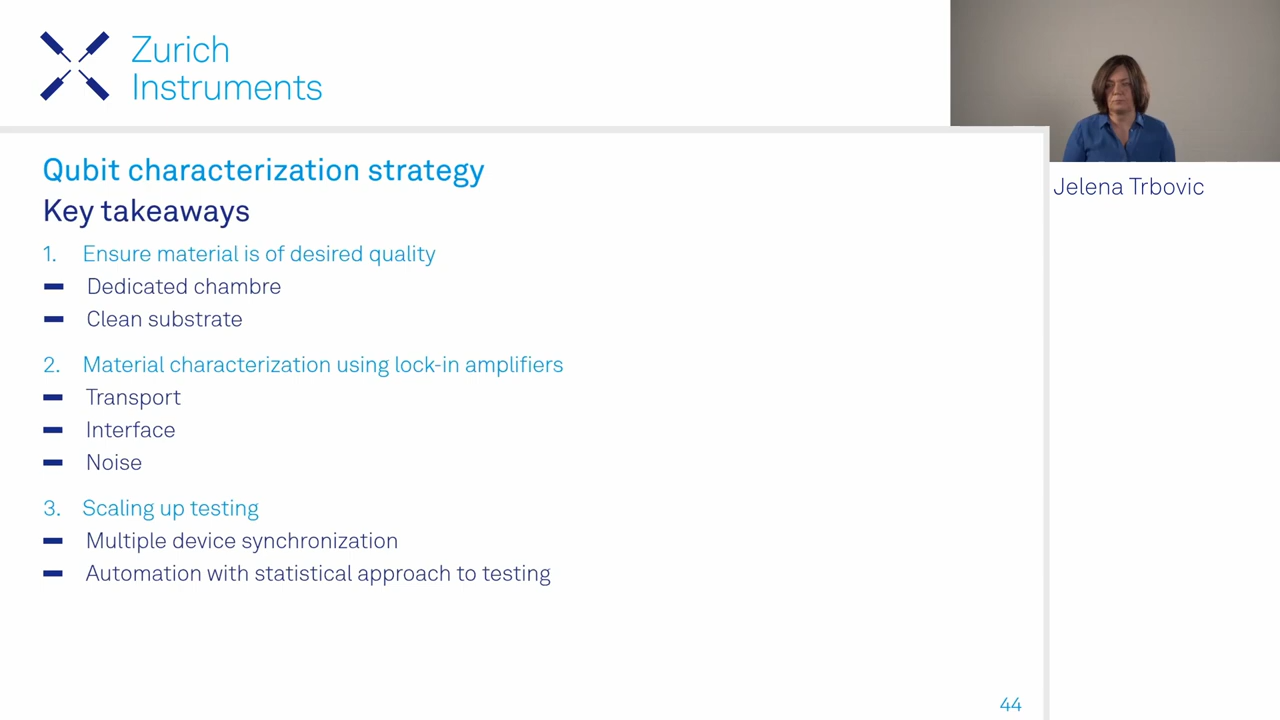 Zurich
Instruments
Jelena Trbovic
Qubit characterization strategy
Key takeaways
1. Ensure material is of desired quality
Dedicated chambre
Clean substrate
2. Material characterization using lock-in amplifiers
Transport
Interface
Noise
3. Scaling up testing
Multiple device synchronization
Automation with statistical approach to testing
44